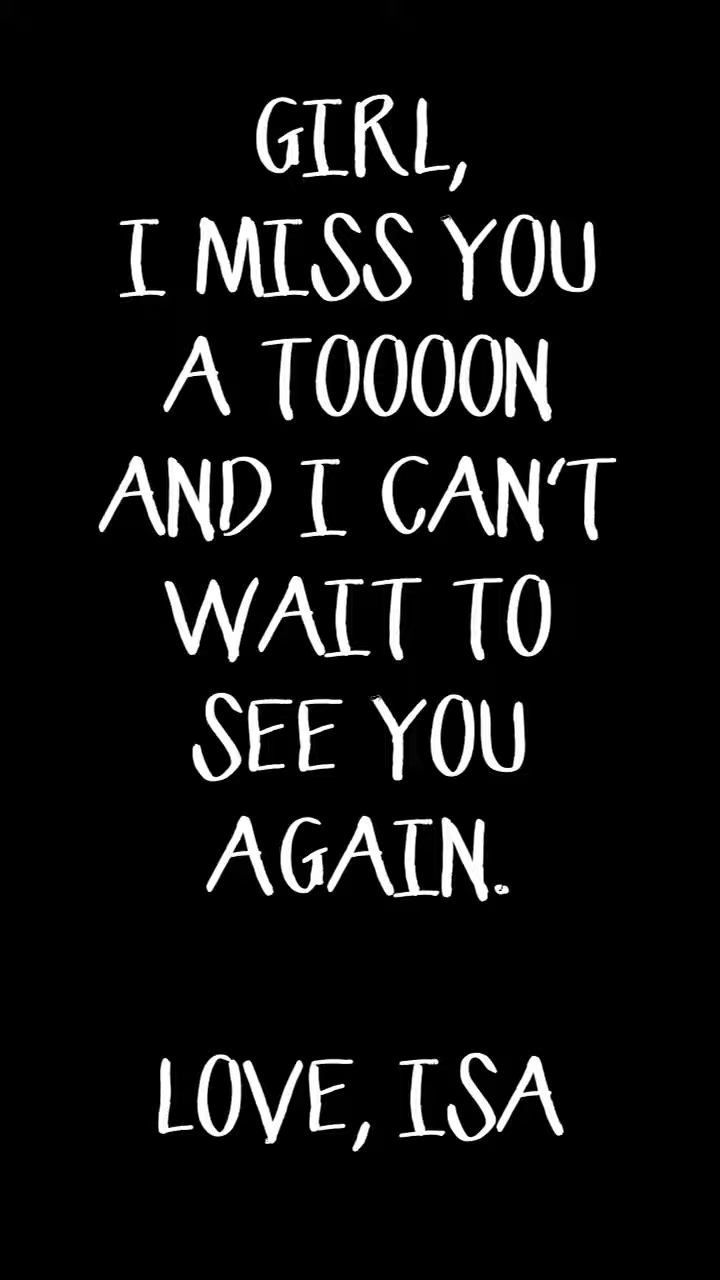 GIRL,
I MISS YOU
A TOOOON
AND I CAN'T
WAIT TO
SEE YOU
AGAIN.
LOVE, ISA